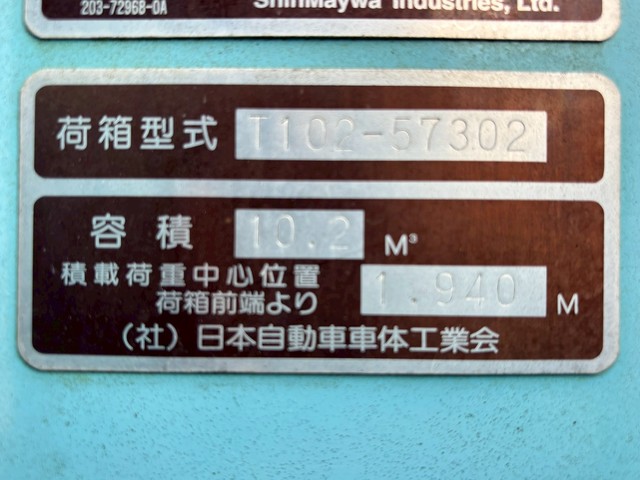 203-72968-0A
ShinMaywa Industries, Ltd.
荷箱型式 T102-57302
容積 10.2 M³
積載荷重中心位置
荷箱前端より 1.940 M
(社)日本自動車車体工業会